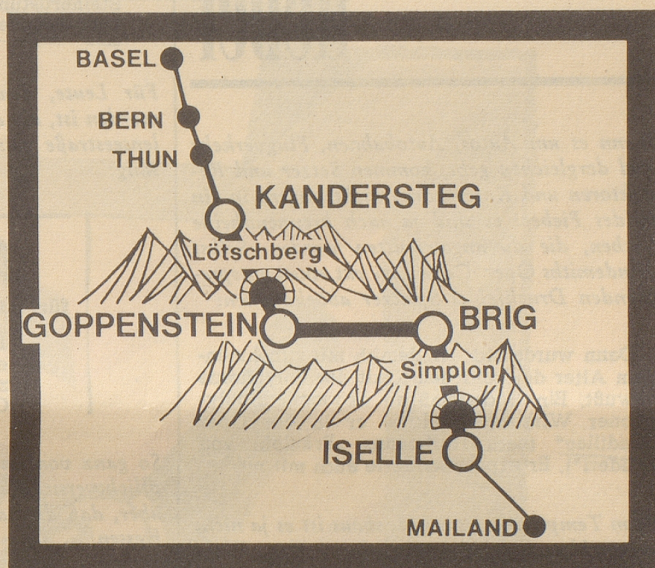 BASEL
BERN
THUN
KANDERSTEG
Lötschberg
GOPPENSTEIN
BRIG
Simplon
ISELLE
MAILAND